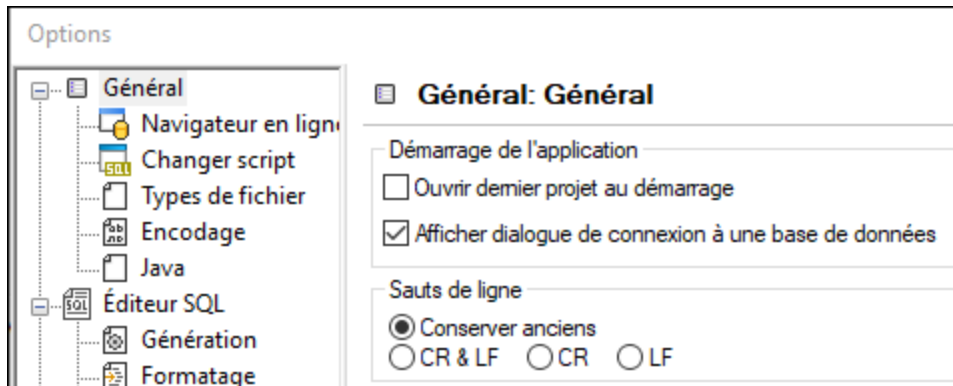 Options
Général
Navigateur en
Changer script
Types de fichier
Encodage
Java
Éditeur SQL
Génération
Formatage
Général: Général
Démarrage de l'application
Ouvrir dernier projet au démarrage
Afficher dialogue de connexion à une base de données
Sauts de ligne
Conserver anciens
CR & LF CR LF